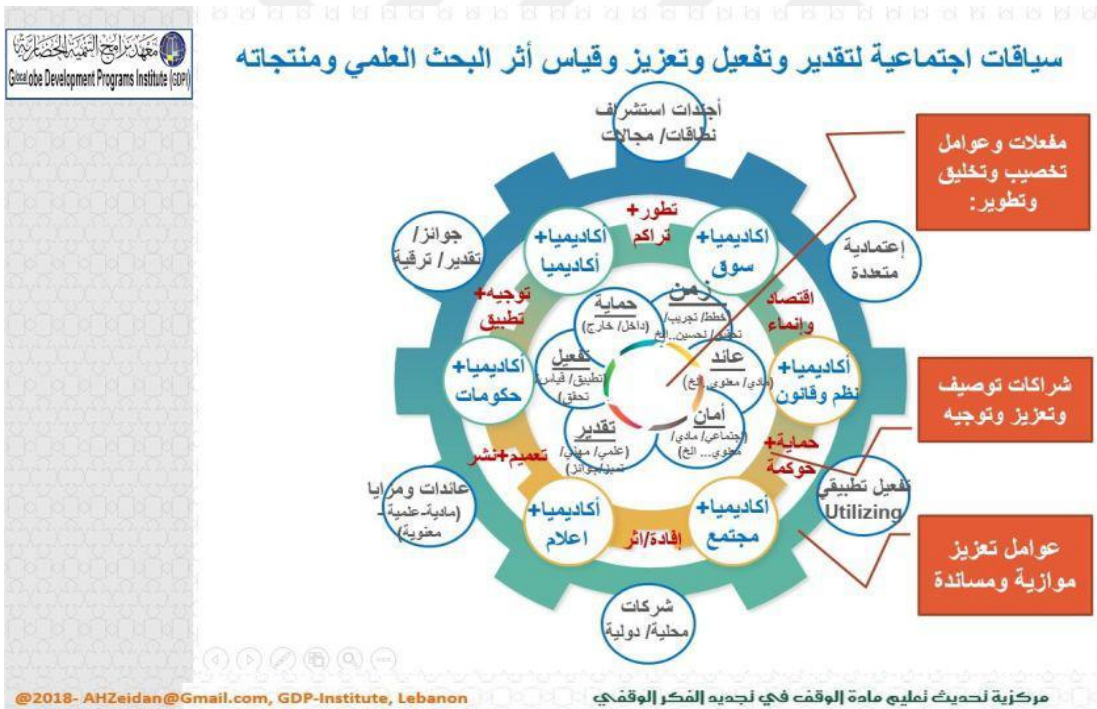 معهد برامج التنمية الحضارية
Globe Development Programs Institute (GDPI)
سياقات اجتماعية لتقدير وتفعيل وتعزيز وقياس أثر البحث العلمي ومنتجاته
أجندات استشراف
نطاقات/ مجالات
مفعلات وعوامل
تخصيب وتخليق
وتطوير:
جوائز/
تقدير/ ترقية
إعتمادية
متعددة
تطور+
تراكم
أكاديميا+
أكاديميا
اكاديميا+
سوق
توجيه+
تطبيق
اقتصاد
وإنماء
حماية
(داخل/ خارج)
زمن
(خطط/ تجريب/
تحقق/ تحسين..الخ
تفعيل
(تطبيق/ قياس/
تحقق)
عائد
(مادي/ معنوي..الخ)
أكاديميا+
حكومات
أكاديميا+
نظم وقانون
شراكات توصيف
وتعزيز وتوجيه
تقدير
(علمي/ مهني/
تميز/جوائز)
أمان
(اجتماعي/ مادي/
معنوي... الخ)
تعميم+نشر
حماية+
حوكمة
عائدات ومزايا
(مادية-علمية -
معنوية)
تفعيل تطبيقي
Utilizing
أكاديميا+
اعلام
أكاديميا+
مجتمع
إفادة/اثر
عوامل تعزيز
موازية ومساندة
شركات
محلية/ دولية
@2018- AHZeidan@Gmail.com, GDP-Institute, Lebanon
مركزية تحديث تعليم مادة الوقف في تجديد الفكر الوقفي